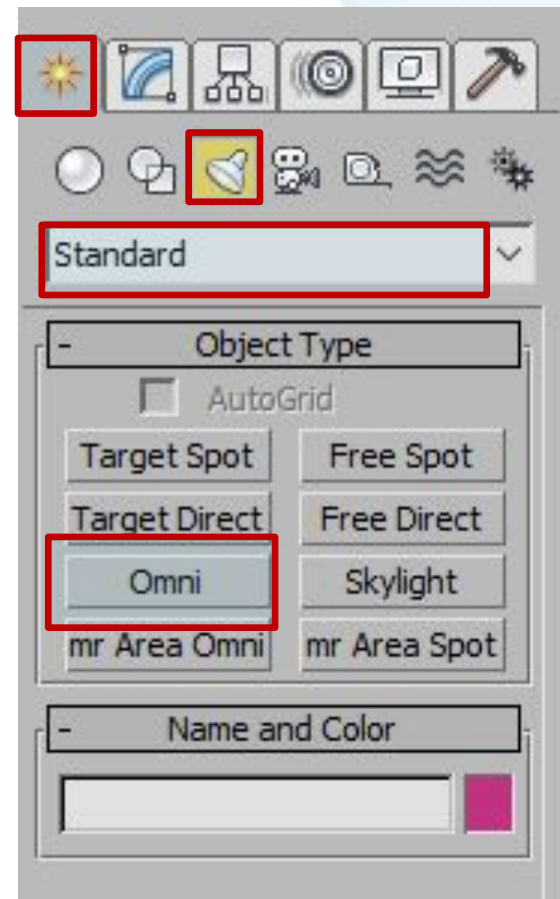 Standard
- Object Type
AutoGrid
Target Spot Free Spot
Target Direct Free Direct
Omni Skylight
mr Area Omni mr Area Spot
- Name and Color